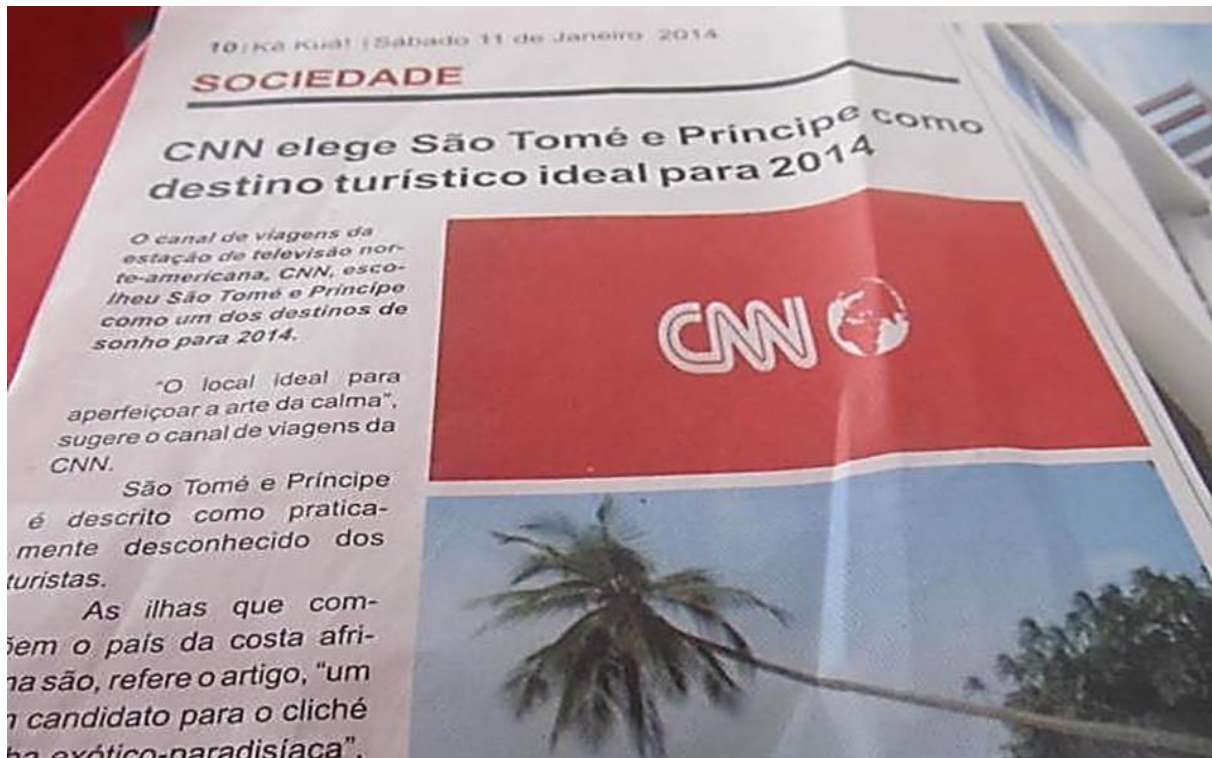 10 | Kê Kuá! | Sábado 11 de Janeiro 2014
SOCIEDADE
CNN elege São Tomé e Príncipe como
destino turístico ideal para 2014
O canal de viagens da
estação de televisão nor-
te-americana, CNN, esco-
lheu São Tomé e Príncipe
como um dos destinos de
sonho para 2014.
"O local ideal para
aperfeiçoar a arte da calma",
sugere o canal de viagens da
CNN.
São Tomé e Príncipe
é descrito como pratica-
mente desconhecido dos
turistas.
As ilhas que com-
õem o país da costa afri-
na são, refere o artigo, "um
candidato para o cliché
exótico-paradisíaca",
CNN